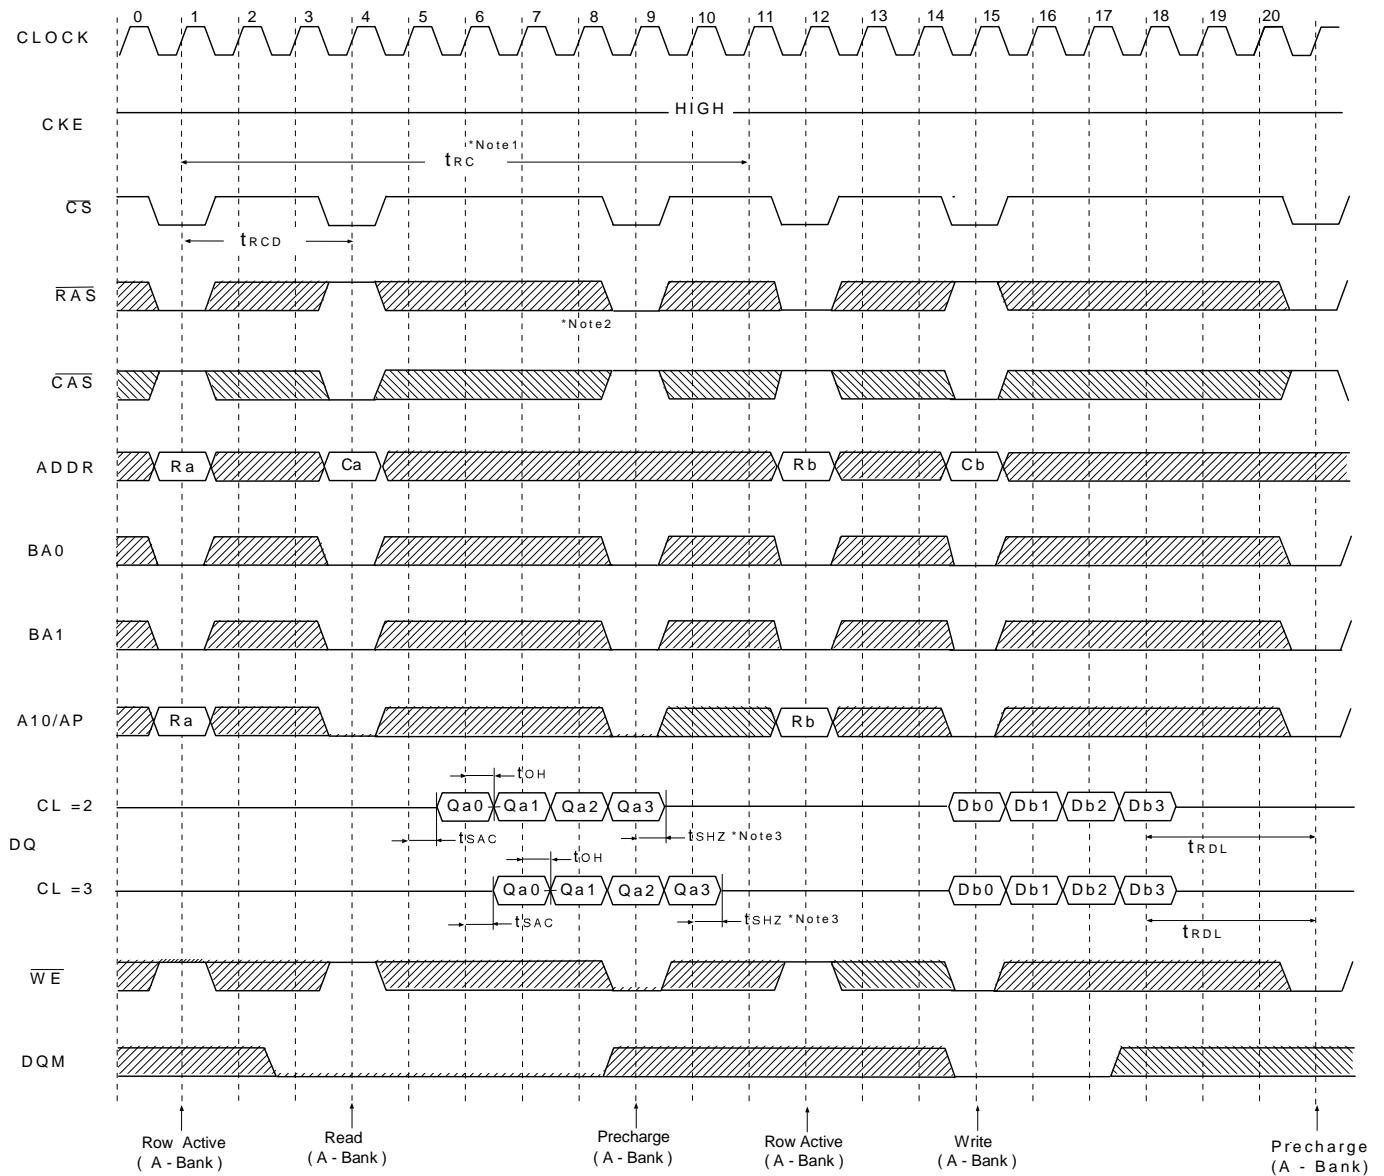 0 1 2 3 4 5 6 7 8 9 10 11 12 13 14 15 16 17 18 19 20
CLOCK
HIGH
CKE
*Note1
tRC
CS
tRCD
RAS
*Note2
CAS
ADDR Ra Ca Rb Cb
BA0
BA1
A10/AP Ra Rb
tOH
CL =2 Qa0 Qa1 Qa2 Qa3 Db0 Db1 Db2 Db3
tSAC tSHZ *Note3 tRDL
DQ
tOH
CL =3 Qa0 Qa1 Qa2 Qa3 Db0 Db1 Db2 Db3
tSAC tSHZ *Note3 tRDL
WE
DQM
Row Active Read Precharge Row Active Write Precharge
( A - Bank ) ( A - Bank ) ( A - Bank ) ( A - Bank ) ( A - Bank ) ( A - Bank )